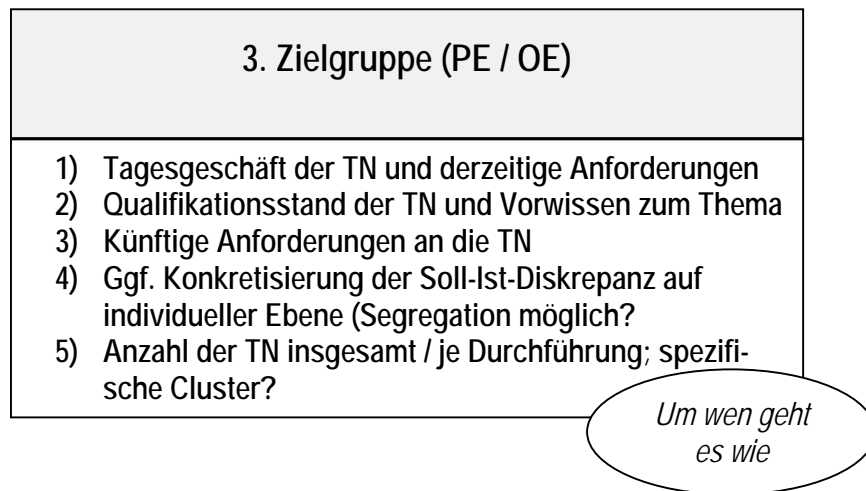 3. Zielgruppe (PE / OE)
1) Tagesgeschäft der TN und derzeitige Anforderungen
2) Qualifikationsstand der TN und Vorwissen zum Thema
3) Künftige Anforderungen an die TN
4) Ggf. Konkretisierung der Soll-Ist-Diskrepanz auf
individueller Ebene (Segregation möglich?
5) Anzahl der TN insgesamt / je Durchführung; spezifi-
sche Cluster?
Um wen geht
es wie